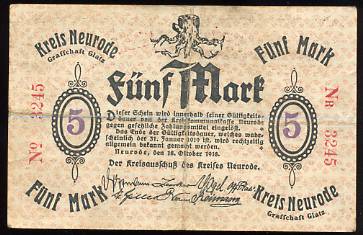 Kreis Neurode
Grafschaft Glatz
Fünf Mark
Nº 3245
Fünf Mark
Nº 3245
5
5
Dieser Schein wird innerhalb seiner Gültigkeits-
dauer von der Kreiskommunalkasse Neurode
gegen gesetzliche Zahlungsmittel eingelöst.
Das Ende der Gültigkeitsdauer, welches wahr-
scheinlich der 31. Januar 1919 ist, wird rechtzeitig
allgemein bekannt gemacht werden.
Neurode, im Oktober 1918.
Der Kreisausschuß des Kreises Neurode.
Fünf Mark
Kreis Neurode
Grafschaft Glatz